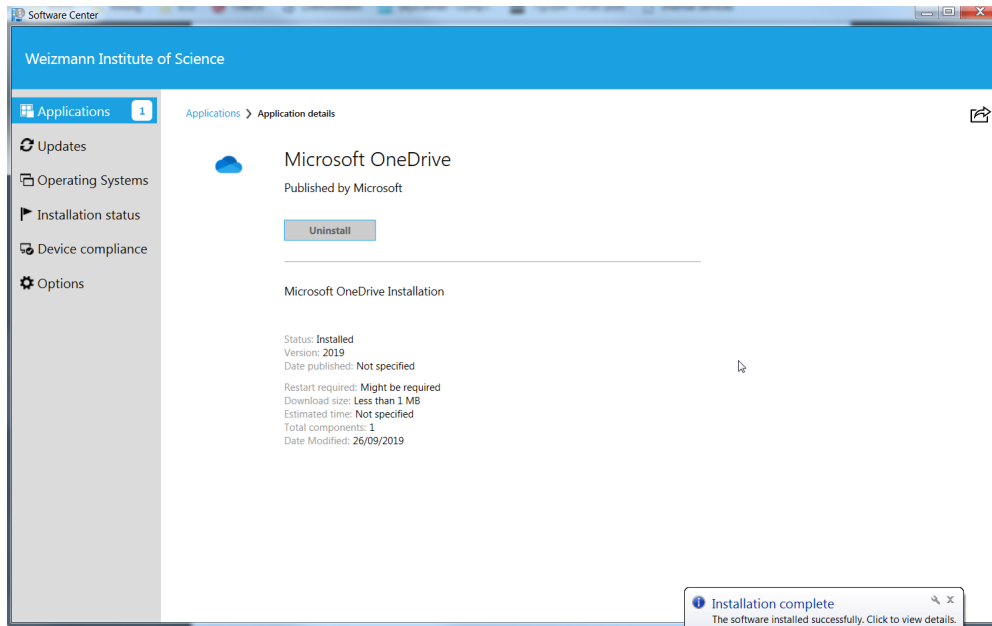 Software Center
Weizmann Institute of Science
Applications 1
Updates
Operating Systems
Installation status
Device compliance
Options
Applications ❯ Application details
Microsoft OneDrive
Published by Microsoft
Uninstall
Microsoft OneDrive Installation
Status: Installed
Version: 2019
Date published: Not specified
Restart required: Might be required
Download size: Less than 1 MB
Estimated time: Not specified
Total components: 1
Date Modified: 26/09/2019
Installation complete
The software installed successfully. Click to view details.